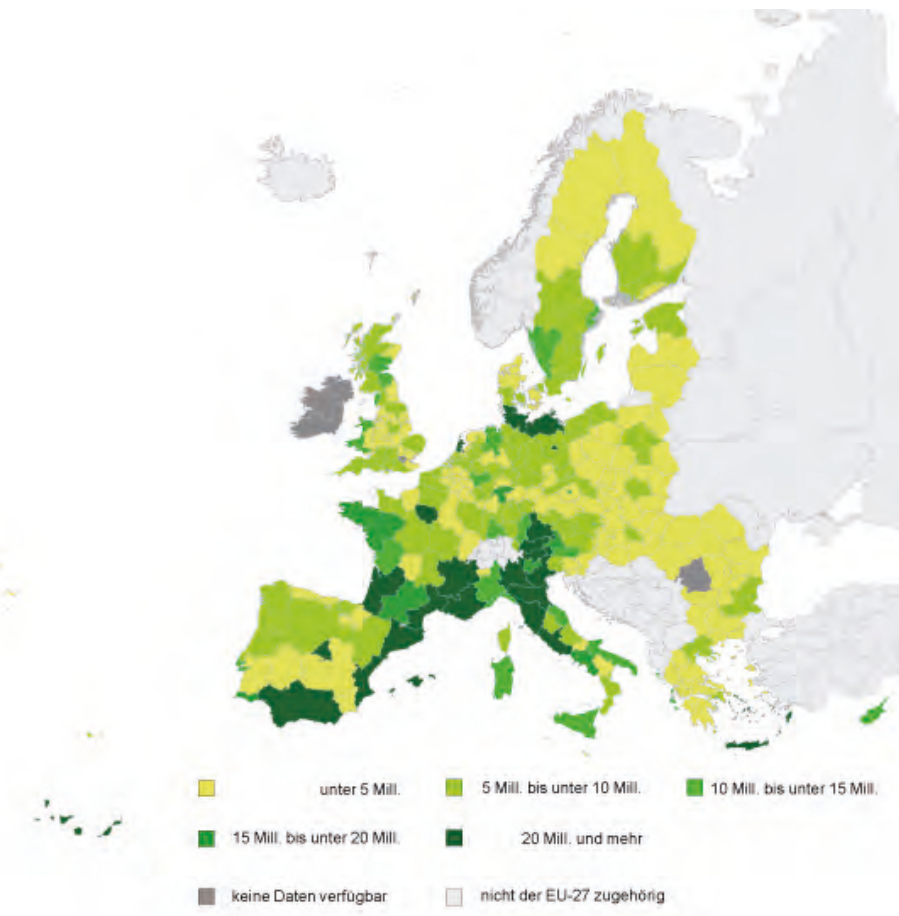 unter 5 Mill.
5 Mill. bis unter 10 Mill.
10 Mill. bis unter 15 Mill.
15 Mill. bis unter 20 Mill.
20 Mill. und mehr
keine Daten verfügbar
nicht der EU-27 zugehörig